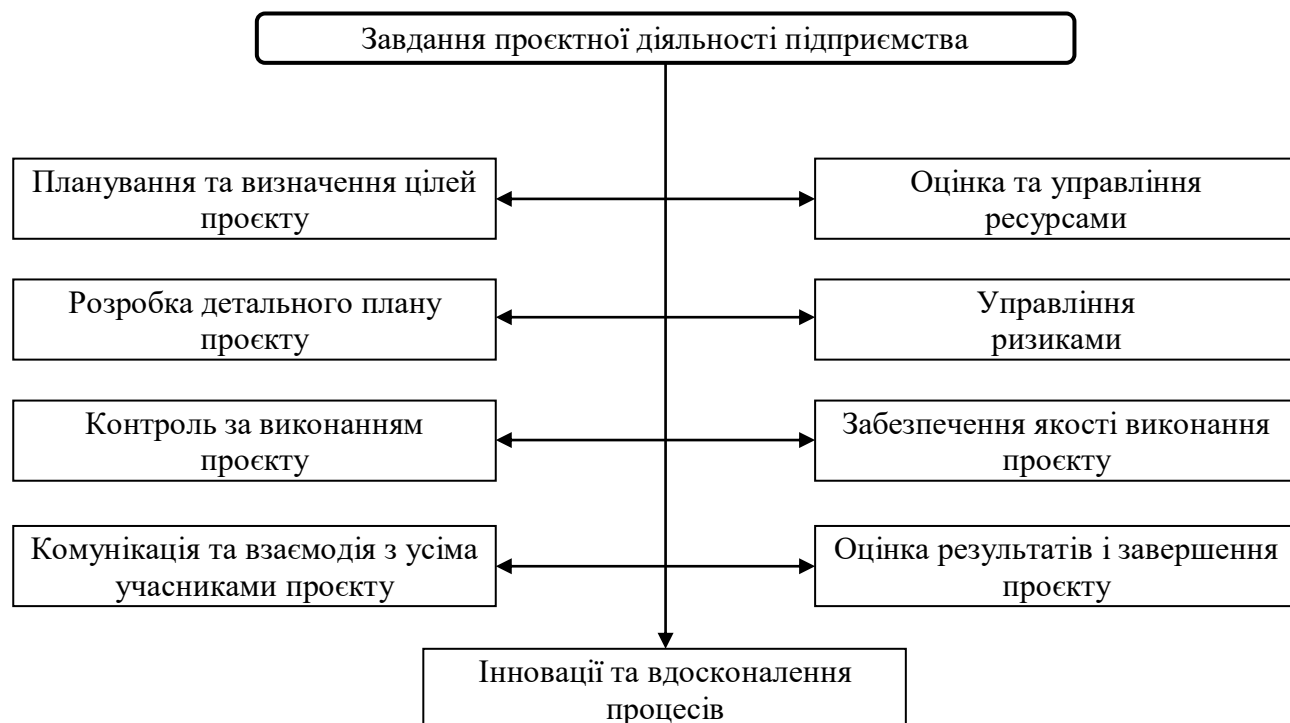 Завдання проєктної діяльності підприємства
Планування та визначення цілей
проєкту
Оцінка та управління
ресурсами
Розробка детального плану
проєкту
Управління
ризиками
Контроль за виконанням
проєкту
Забезпечення якості виконання
проєкту
Комунікація та взаємодія з усіма
учасниками проєкту
Оцінка результатів і завершення
проєкту
Інновації та вдосконалення
процесів